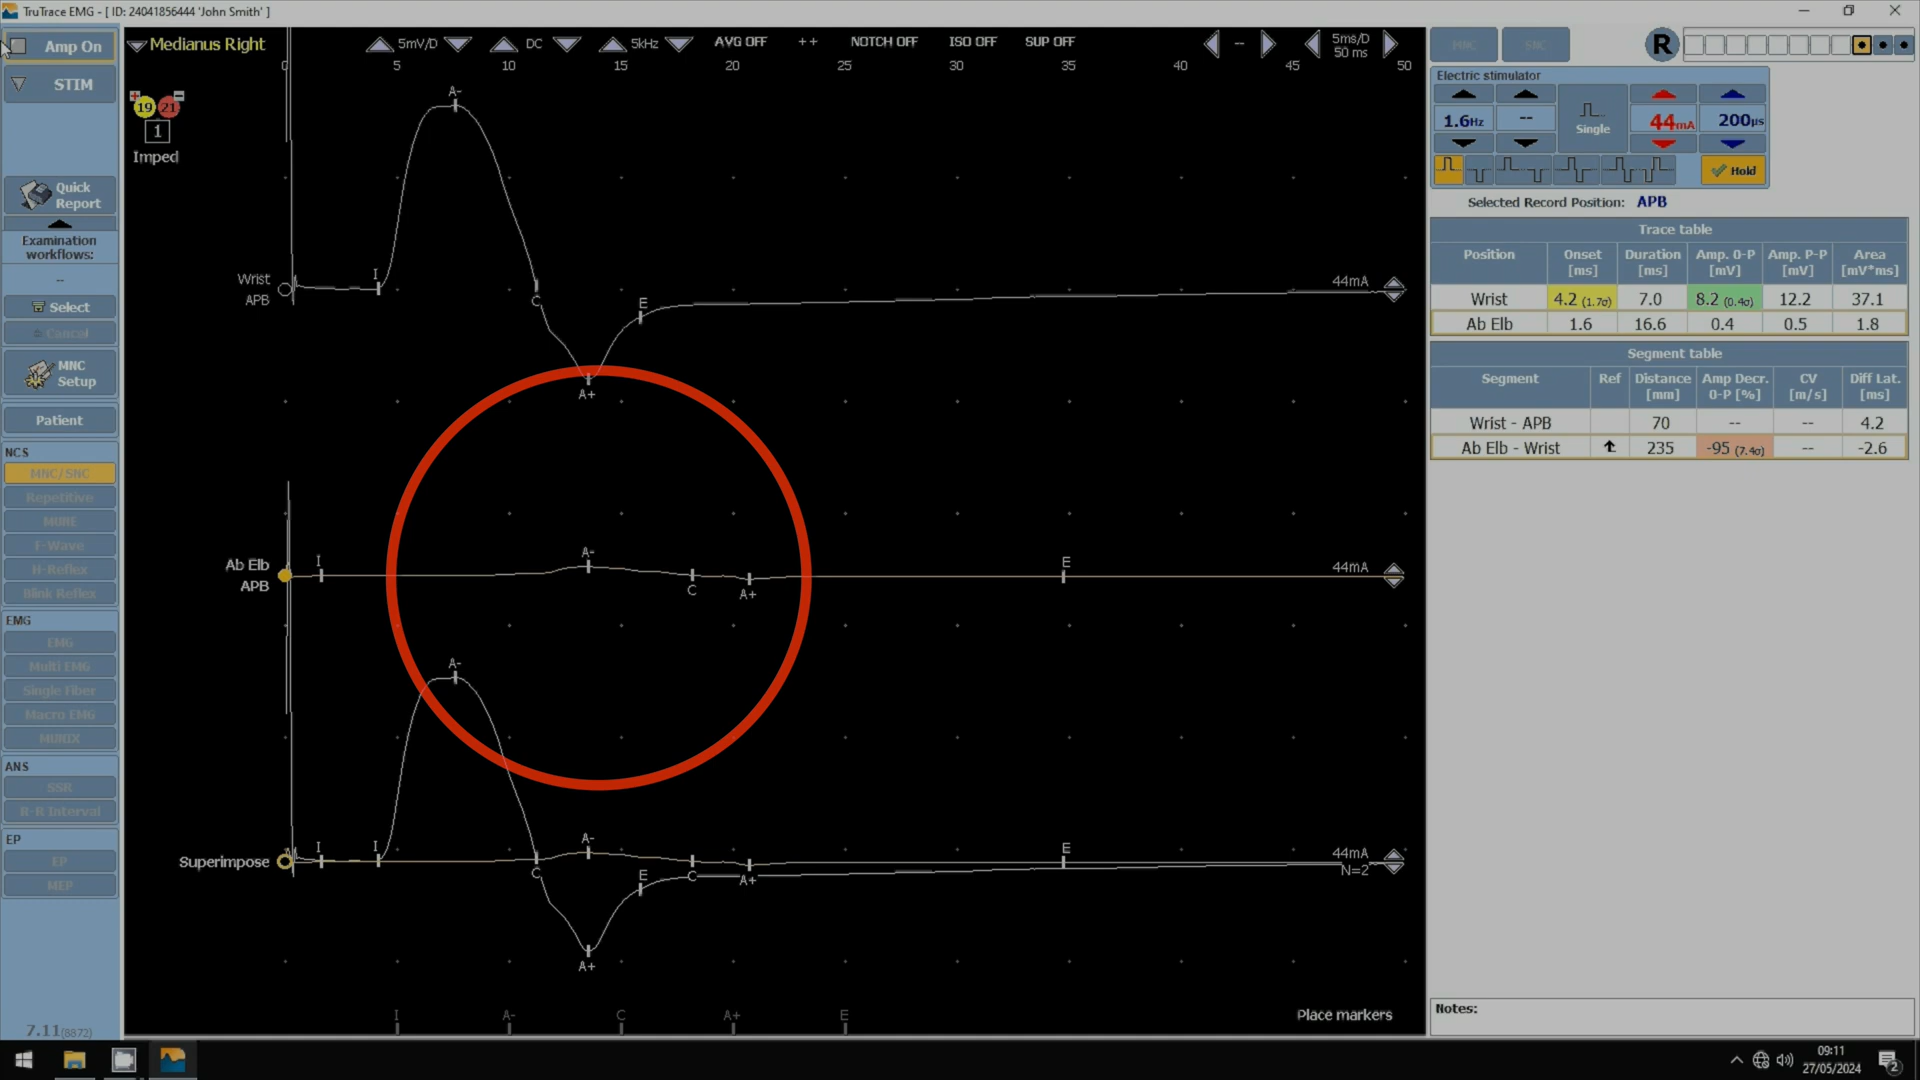 TruTrace EMG - [ ID: 24041856444 'John Smith' ]
Amp On
Medianus Right
5mV/D
DC
5kHz
AVG OFF
++
NOTCH OFF
ISO OFF
SUP OFF
--
5ms/D
50 ms
MNC
SNC
R
0 5 10 15 20 25 30 35 40 45 50
STIM
Electric stimulator
1.6Hz
--
Single
44mA
200µs
Hold
+ 19 21 -
1
Imped
Quick
Report
Examination
workflows:
--
Select
Cancel
MNC
Setup
Patient
NCS
MNC/SNC
Repetitive
MUNE
F-Wave
H-Reflex
Blink Reflex
EMG
EMG
Multi EMG
Single Fiber
Macro EMG
MUNIX
ANS
SSR
R-R Interval
EP
EP
MEP
7.11(8872)
A-
Wrist
APB
I
C
E
44mA
A+
Ab Elb
APB
I
A-
C
A+
E
44mA
A-
Superimpose
I
I
C
A-
E
C
A+
E
44mA
N=2
A+
I A- C A+ E
Place markers
Selected Record Position: APB
Trace table
Position Onset [ms] Duration [ms] Amp. 0-P [mV] Amp. P-P [mV] Area [mV*ms]
Wrist 4.2 (1.7σ) 7.0 8.2 (0.4σ) 12.2 37.1
Ab Elb 1.6 16.6 0.4 0.5 1.8
Segment table
Segment Ref Distance [mm] Amp Decr. 0-P [%] CV [m/s] Diff Lat. [ms]
Wrist - APB 70 -- -- 4.2
Ab Elb - Wrist 235 -95 (7.4σ) -- -2.6
Notes:
09:11
27/05/2024
2